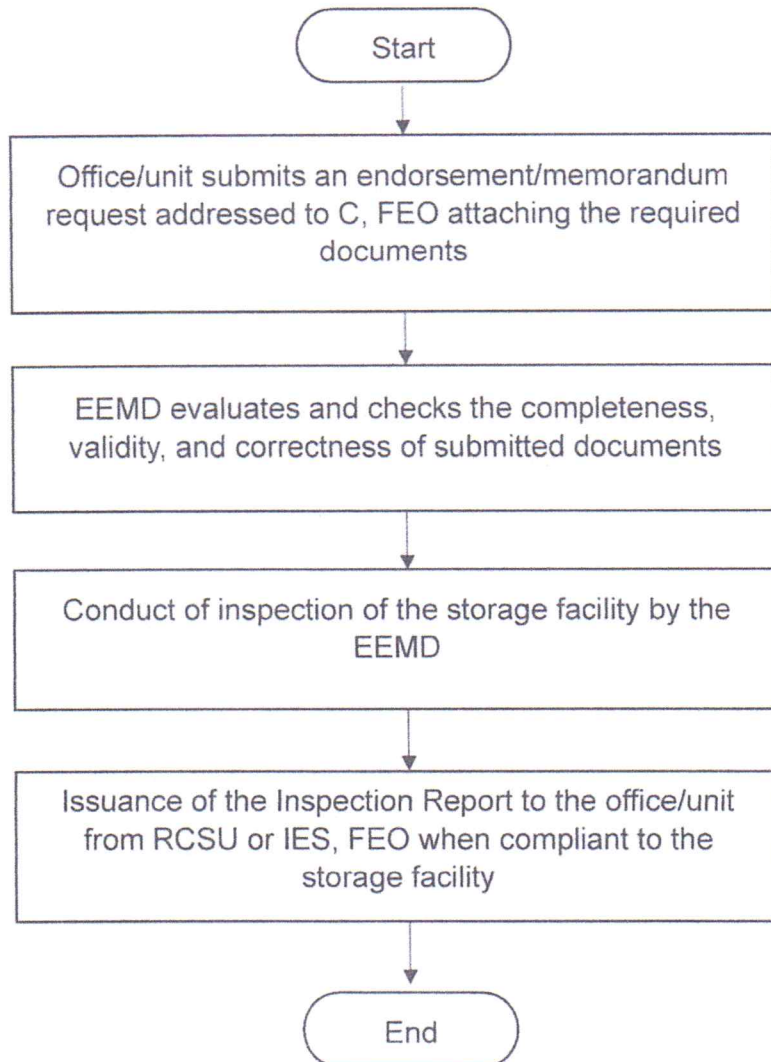 Start
Office/unit submits an endorsement/memorandum
request addressed to C, FEO attaching the required
documents
EEMD evaluates and checks the completeness,
validity, and correctness of submitted documents
Conduct of inspection of the storage facility by the
EEMD
Issuance of the Inspection Report to the office/unit
from RCSU or IES, FEO when compliant to the
storage facility
End